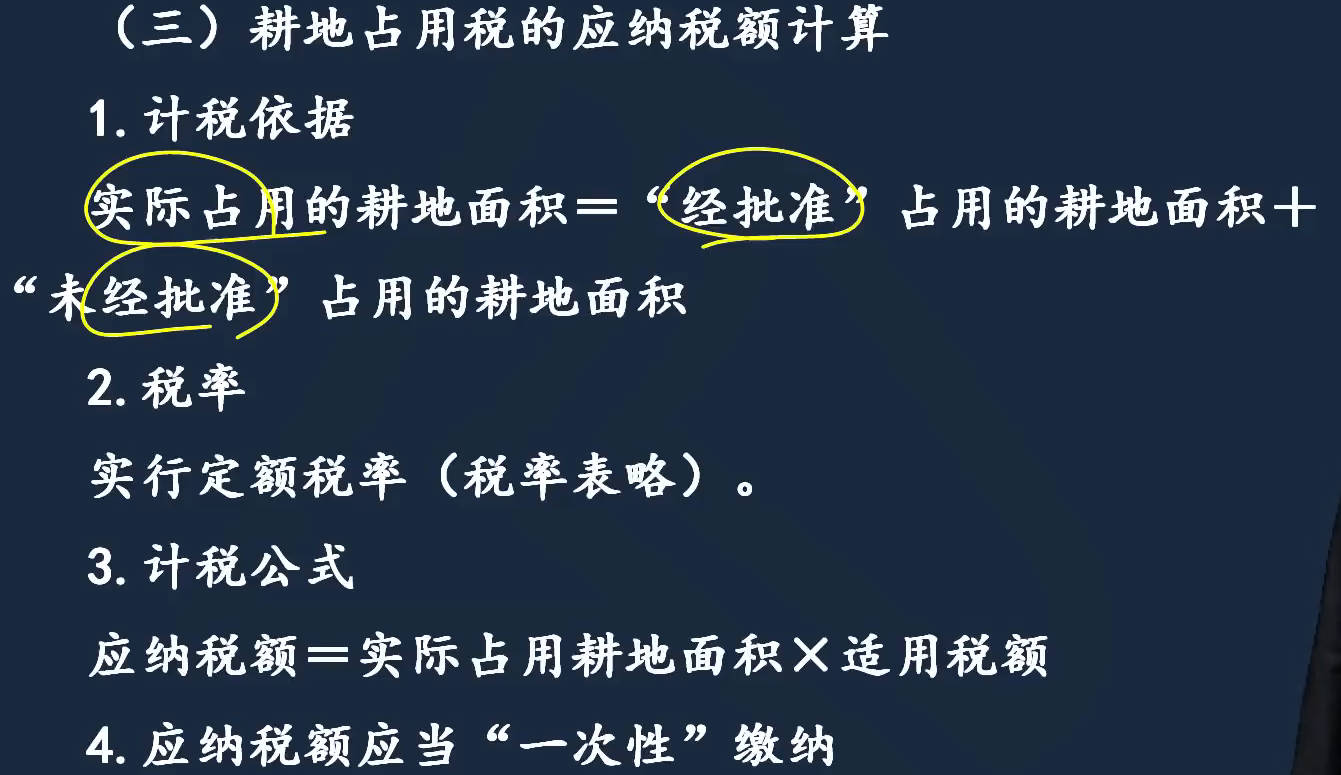 （三）耕地占用税的应纳税额计算
1.计税依据
实际占用的耕地面积＝“经批准”占用的耕地面积＋
“未经批准”占用的耕地面积
2.税率
实行定额税率（税率表略）。
3.计税公式
应纳税额＝实际占用耕地面积×适用税额
4.应纳税额应当“一次性”缴纳